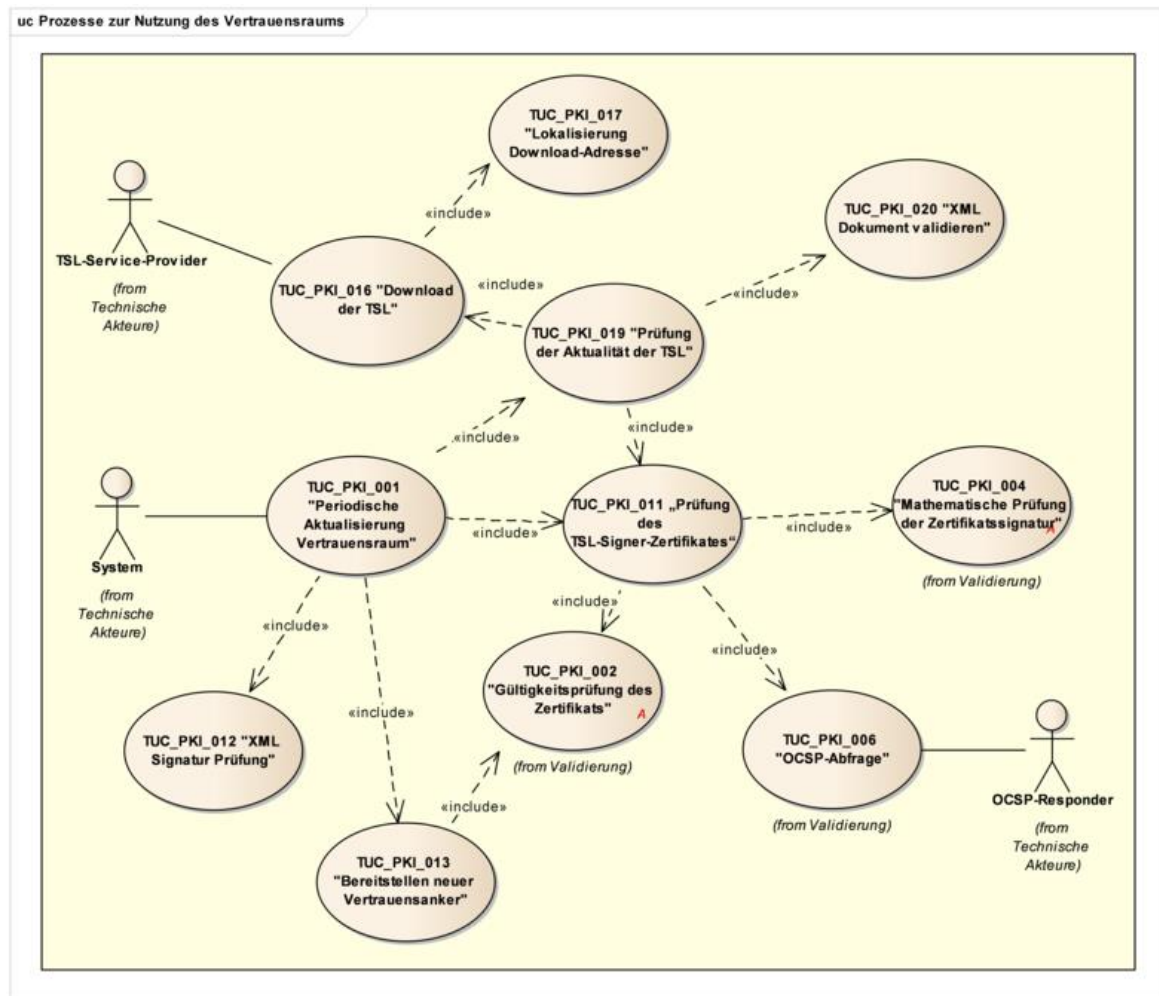 uc Prozesse zur Nutzung des Vertrauensraums
TUC_PKI_017
"Lokalisierung
Download-Adresse"
TUC_PKI_020 "XML
Dokument validieren"
«include»
TSL-Service-Provider
(from
Technische
Akteure)
TUC_PKI_016 "Download
der TSL"
«include»
«include»
TUC_PKI_019 "Prüfung
der Aktualität der TSL"
«include»
«include»
System
(from
Technische
Akteure)
TUC_PKI_001
"Periodische
Aktualisierung
Vertrauensraum"
«include»
TUC_PKI_011 „Prüfung
des
TSL-Signer-Zertifikates"
«include»
TUC_PKI_004
"Mathematische Prüfung
der Zertifikatssignatur"
A
(from Validierung)
«include»
«include»
«include»
«include»
TUC_PKI_012 "XML
Signatur Prüfung"
TUC_PKI_002
"Gültigkeitsprüfung des
Zertifikats"
A
(from Validierung)
TUC_PKI_006
"OCSP-Abfrage"
(from Validierung)
OCSP-Responder
(from
Technische
Akteure)
«include»
TUC_PKI_013
"Bereitstellen neuer
Vertrauensanker"